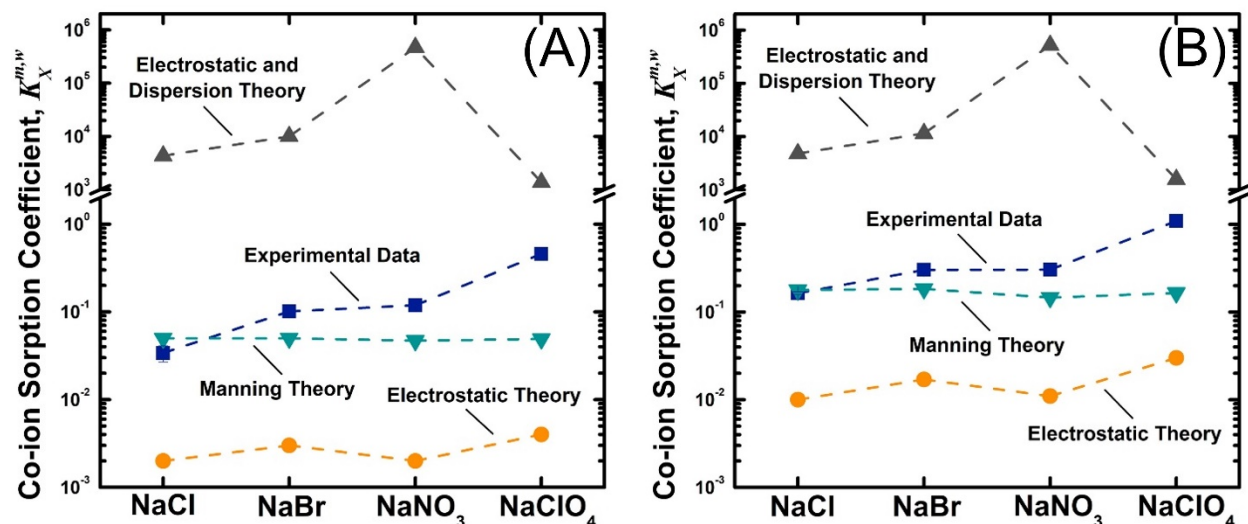 (A)
Co-ion Sorption Coefficient, K_X^{m,w}
10^6
10^5
10^4
10^3
10^0
10^-1
10^-2
10^-3
Electrostatic and
Dispersion Theory
Experimental Data
Manning Theory
Electrostatic Theory
NaCl
NaBr
NaNO₃
NaClO₄
(B)
Co-ion Sorption Coefficient, K_X^{m,w}
10^6
10^5
10^4
10^3
10^0
10^-1
10^-2
10^-3
Electrostatic and
Dispersion Theory
Experimental Data
Manning Theory
Electrostatic Theory
NaCl
NaBr
NaNO₃
NaClO₄